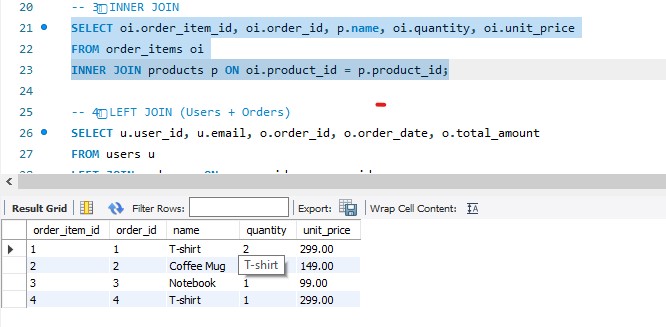 20 -- 3 INNER JOIN
21 SELECT oi.order_item_id, oi.order_id, p.name, oi.quantity, oi.unit_price
22 FROM order_items oi
23 INNER JOIN products p ON oi.product_id = p.product_id;
24
25 -- 4 LEFT JOIN (Users + Orders)
26 SELECT u.user_id, u.email, o.order_id, o.order_date, o.total_amount
27 FROM users u
Result Grid Filter Rows: Export: Wrap Cell Content: IA
order_item_id order_id name quantity unit_price
1 1 T-shirt 2 299.00
2 2 Coffee Mug 149.00
T-shirt
3 3 Notebook 1 99.00
4 4 T-shirt 1 299.00